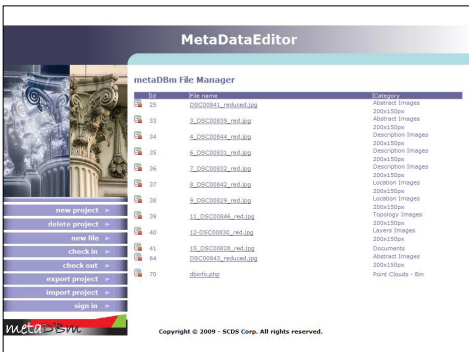 MetaDataEditor
metaDBm File Manager
Id File name Category
25 DSC00841_reduced.jpg Abstract Images 200x150px
33 3_DSC00839_red.jpg Abstract Images 200x150px
34 4_DSC00844_red.jpg Description Images 200x150px
35 6_DSC00831_red.jpg Description Images 200x150px
36 7_DSC00832_red.jpg Description Images 200x150px
37 8_DSC00842_red.jpg Location Images 200x150px
38 9_DSC00829_red.jpg Location Images 200x150px
39 11_DSC00846_red.jpg Topology Images 200x150px
40 12-DSC00830_red.jpg Layers Images 200x150px
41 15_DSC00828_red.jpg Documents
64 DSC00843_reduced.jpg Abstract Images 200x150px
70 dbinfo.php Point Clouds - Bin
new project
delete project
new file
check in
check out
export project
import project
sign in
metaDBm
Copyright © 2009 - SCDS Corp. All rights reserved.